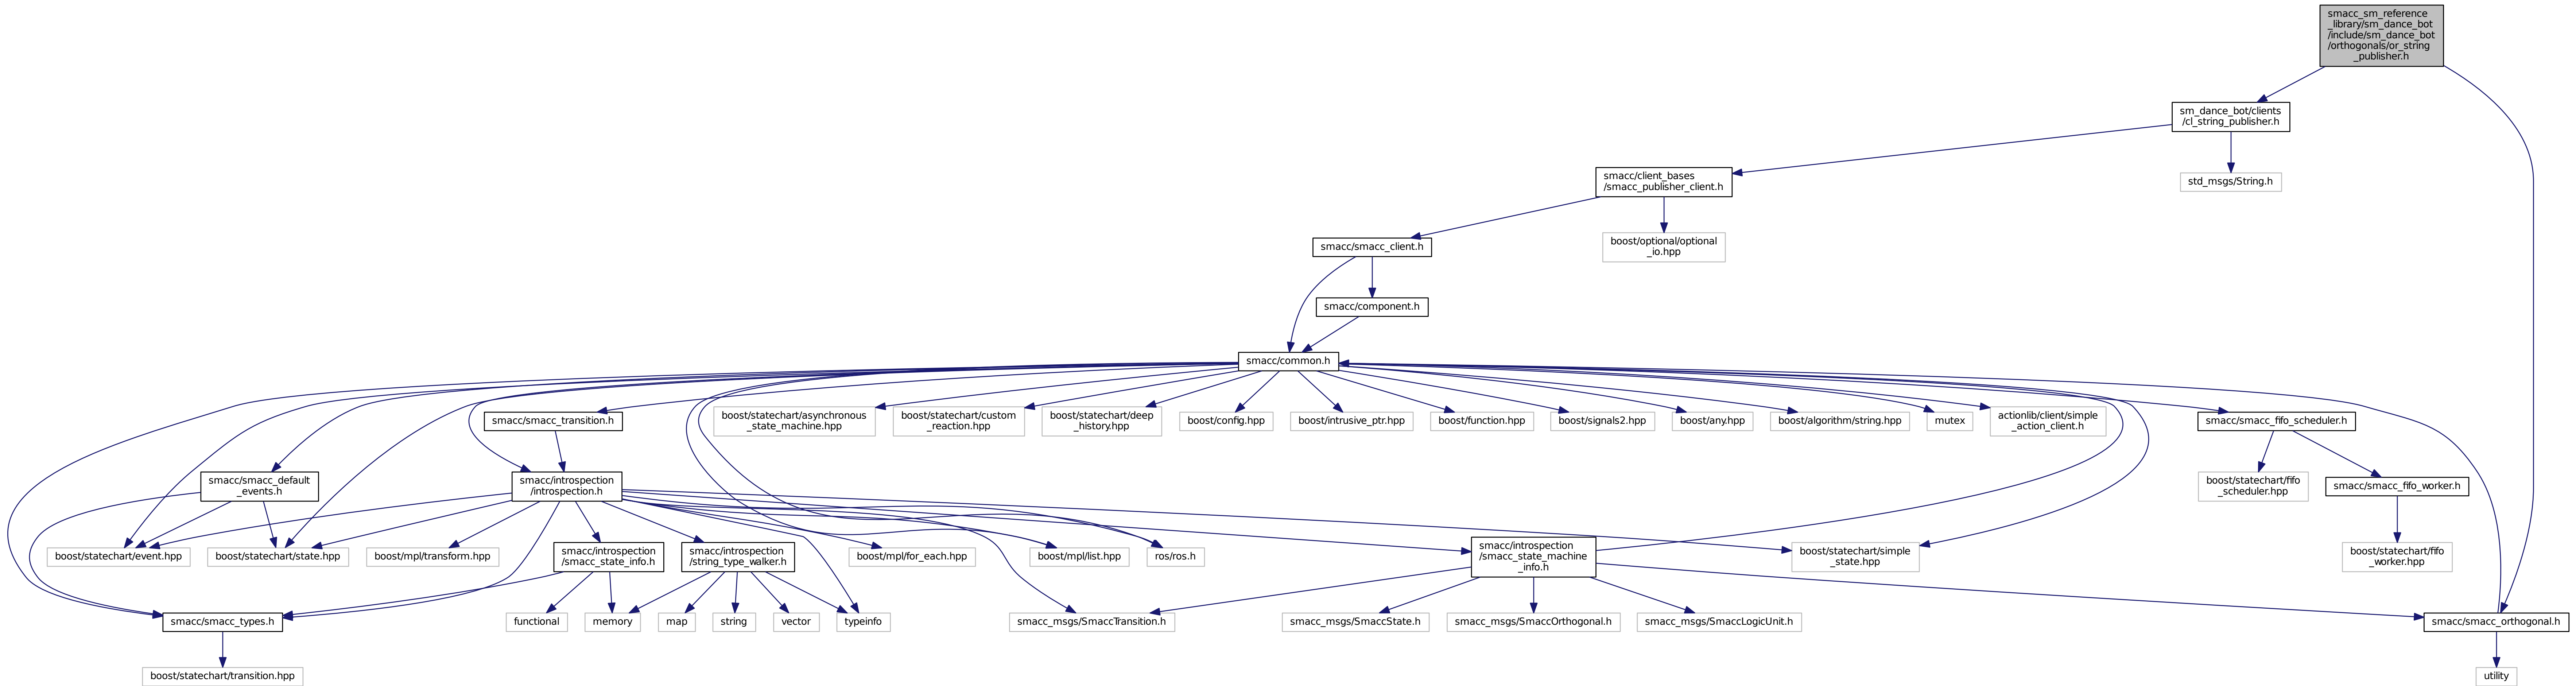 smacc_sm_reference
_library/sm_dance_bot
/include/sm_dance_bot
/orthogonals/or_string
_publisher.h
sm_dance_bot/clients
/cl_string_publisher.h
smacc/client_bases
/smacc_publisher_client.h
std_msgs/String.h
smacc/smacc_client.h
boost/optional/optional
_io.hpp
smacc/component.h
smacc/common.h
smacc/smacc_transition.h
boost/statechart/asynchronous
_state_machine.hpp
boost/statechart/custom
_reaction.hpp
boost/statechart/deep
_history.hpp
boost/config.hpp
boost/intrusive_ptr.hpp
boost/function.hpp
boost/signals2.hpp
boost/any.hpp
boost/algorithm/string.hpp
mutex
actionlib/client/simple
_action_client.h
smacc/smacc_fifo_scheduler.h
smacc/smacc_default
_events.h
smacc/introspection
/introspection.h
boost/statechart/fifo
_scheduler.hpp
smacc/smacc_fifo_worker.h
boost/statechart/event.hpp
boost/statechart/state.hpp
boost/mpl/transform.hpp
smacc/introspection
/smacc_state_info.h
smacc/introspection
/string_type_walker.h
boost/mpl/for_each.hpp
boost/mpl/list.hpp
ros/ros.h
smacc/introspection
/smacc_state_machine
_info.h
boost/statechart/simple
_state.hpp
boost/statechart/fifo
_worker.hpp
smacc/smacc_types.h
functional
memory
map
string
vector
typeinfo
smacc_msgs/SmaccTransition.h
smacc_msgs/SmaccState.h
smacc_msgs/SmaccOrthogonal.h
smacc_msgs/SmaccLogicUnit.h
smacc/smacc_orthogonal.h
boost/statechart/transition.hpp
utility